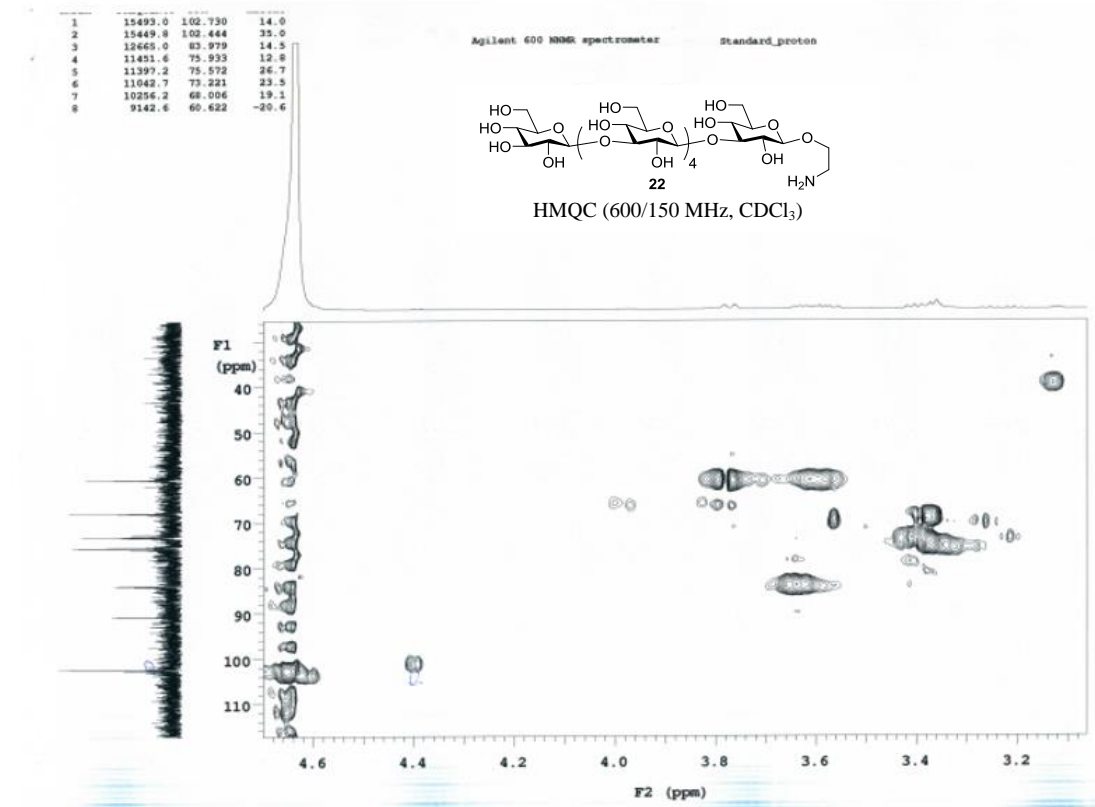 1 15493.0 102.730 14.0
2 15449.8 102.444 35.0
3 12665.0 83.979 14.5
4 11451.6 75.933 12.8
5 11397.2 75.572 26.7
6 11042.7 73.221 23.5
7 10256.2 68.006 19.1
8 9142.6 60.622 -20.6
Agilent 600 NNMR spectrometer Standard_proton
HO
HO
HO
HO
HO
HO
HO
HO
O
O
O
O
O
O
OH
OH
OH
4
H₂N
22
HMQC (600/150 MHz, CDCl₃)
F1
(ppm)
40
50
60
70
80
90
100
110
4.6 4.4 4.2 4.0 3.8 3.6 3.4 3.2
F2 (ppm)